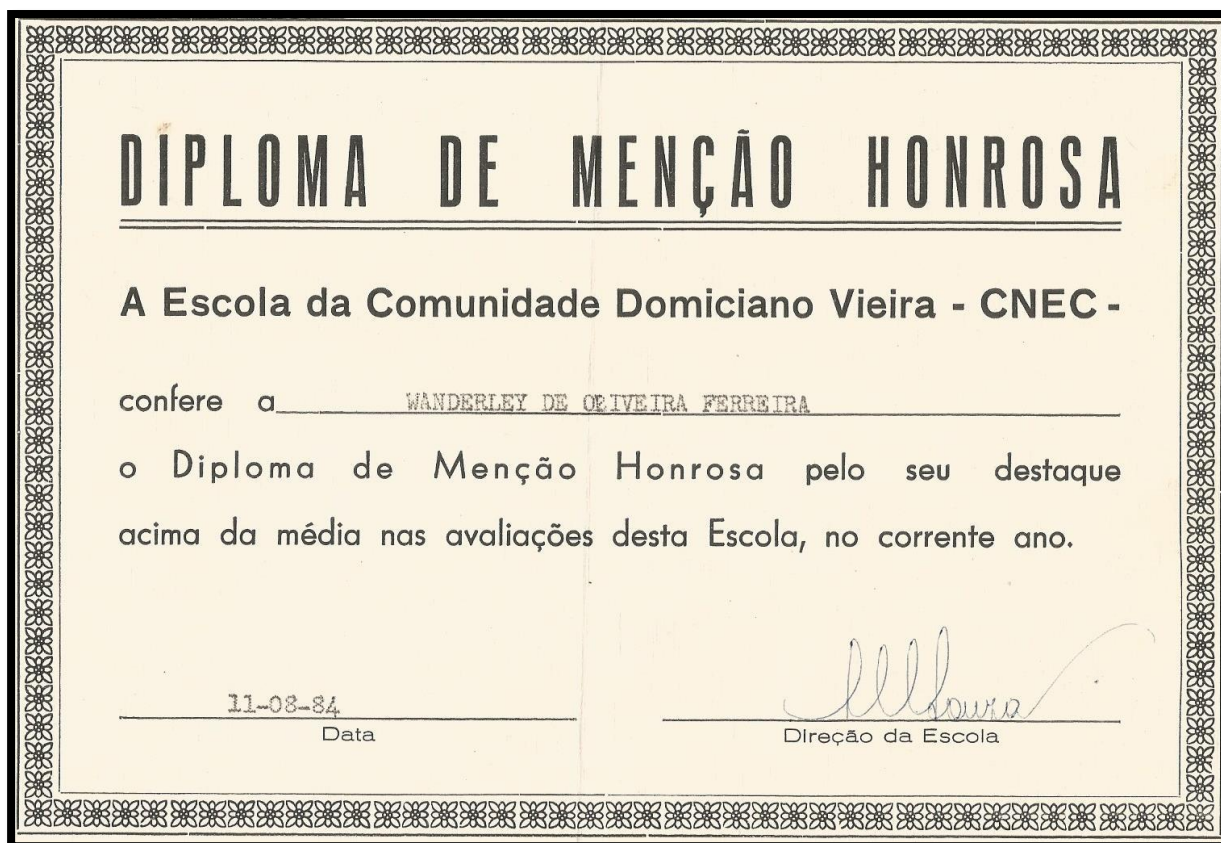 DIPLOMA DE MENÇÃO HONROSA
A Escola da Comunidade Domiciano Vieira - CNEC -
confere a WANDERLEY DE OLIVEIRA FERREIRA
o Diploma de Menção Honrosa pelo seu destaque
acima da média nas avaliações desta Escola, no corrente ano.
11-08-84
Data
Direção da Escola